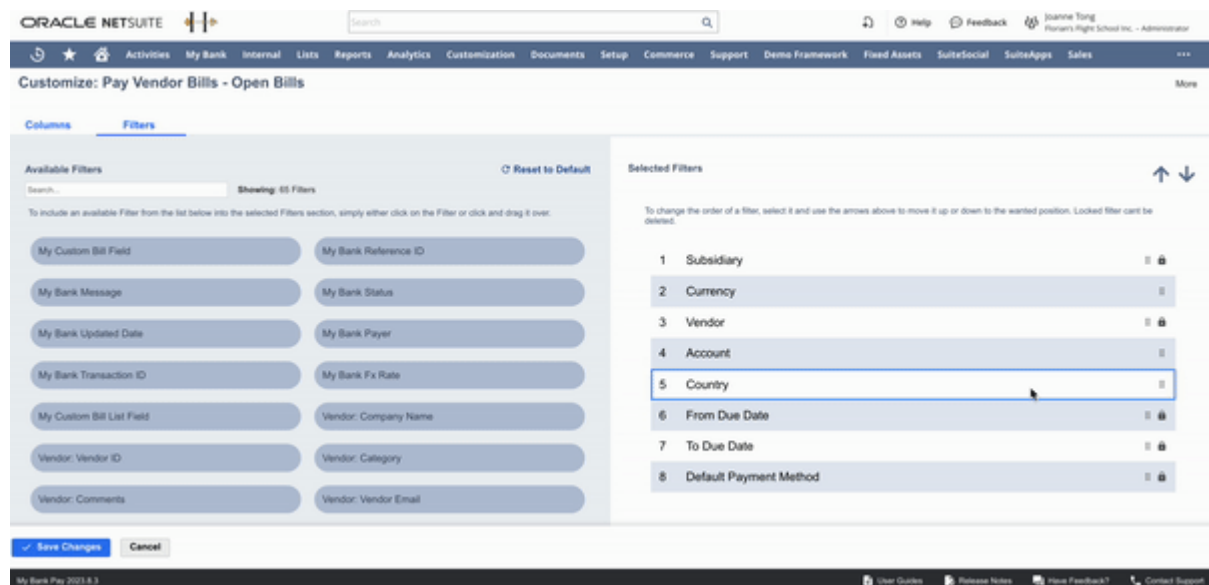 ORACLE NETSUITE
Search
Help
Feedback
Joanne Tong
Florian's Flight School Inc. - Administrator
Activities My Bank Internal Lists Reports Analytics Customization Documents Setup Commerce Support Demo Framework Fixed Assets SuiteSocial SuiteApps Sales
Customize: Pay Vendor Bills - Open Bills
More
Columns Filters
Available Filters
Reset to Default
Search...
Showing: 65 Filters
To include an available Filter from the list below into the selected Filters section, simply either click on the Filter or click and drag it over.
My Custom Bill Field
My Bank Reference ID
My Bank Message
My Bank Status
My Bank Updated Date
My Bank Payer
My Bank Transaction ID
My Bank Fx Rate
My Custom Bill List Field
Vendor: Company Name
Vendor: Vendor ID
Vendor: Category
Vendor: Comments
Vendor: Vendor Email
Selected Filters
To change the order of a filter, select it and use the arrows above to move it up or down to the wanted position. Locked filter cant be
deleted.
1 Subsidiary
2 Currency
3 Vendor
4 Account
5 Country
6 From Due Date
7 To Due Date
8 Default Payment Method
Save Changes
Cancel
My Bank Pay 2023.8.3
User Guides
Release Notes
Have Feedback?
Contact Support